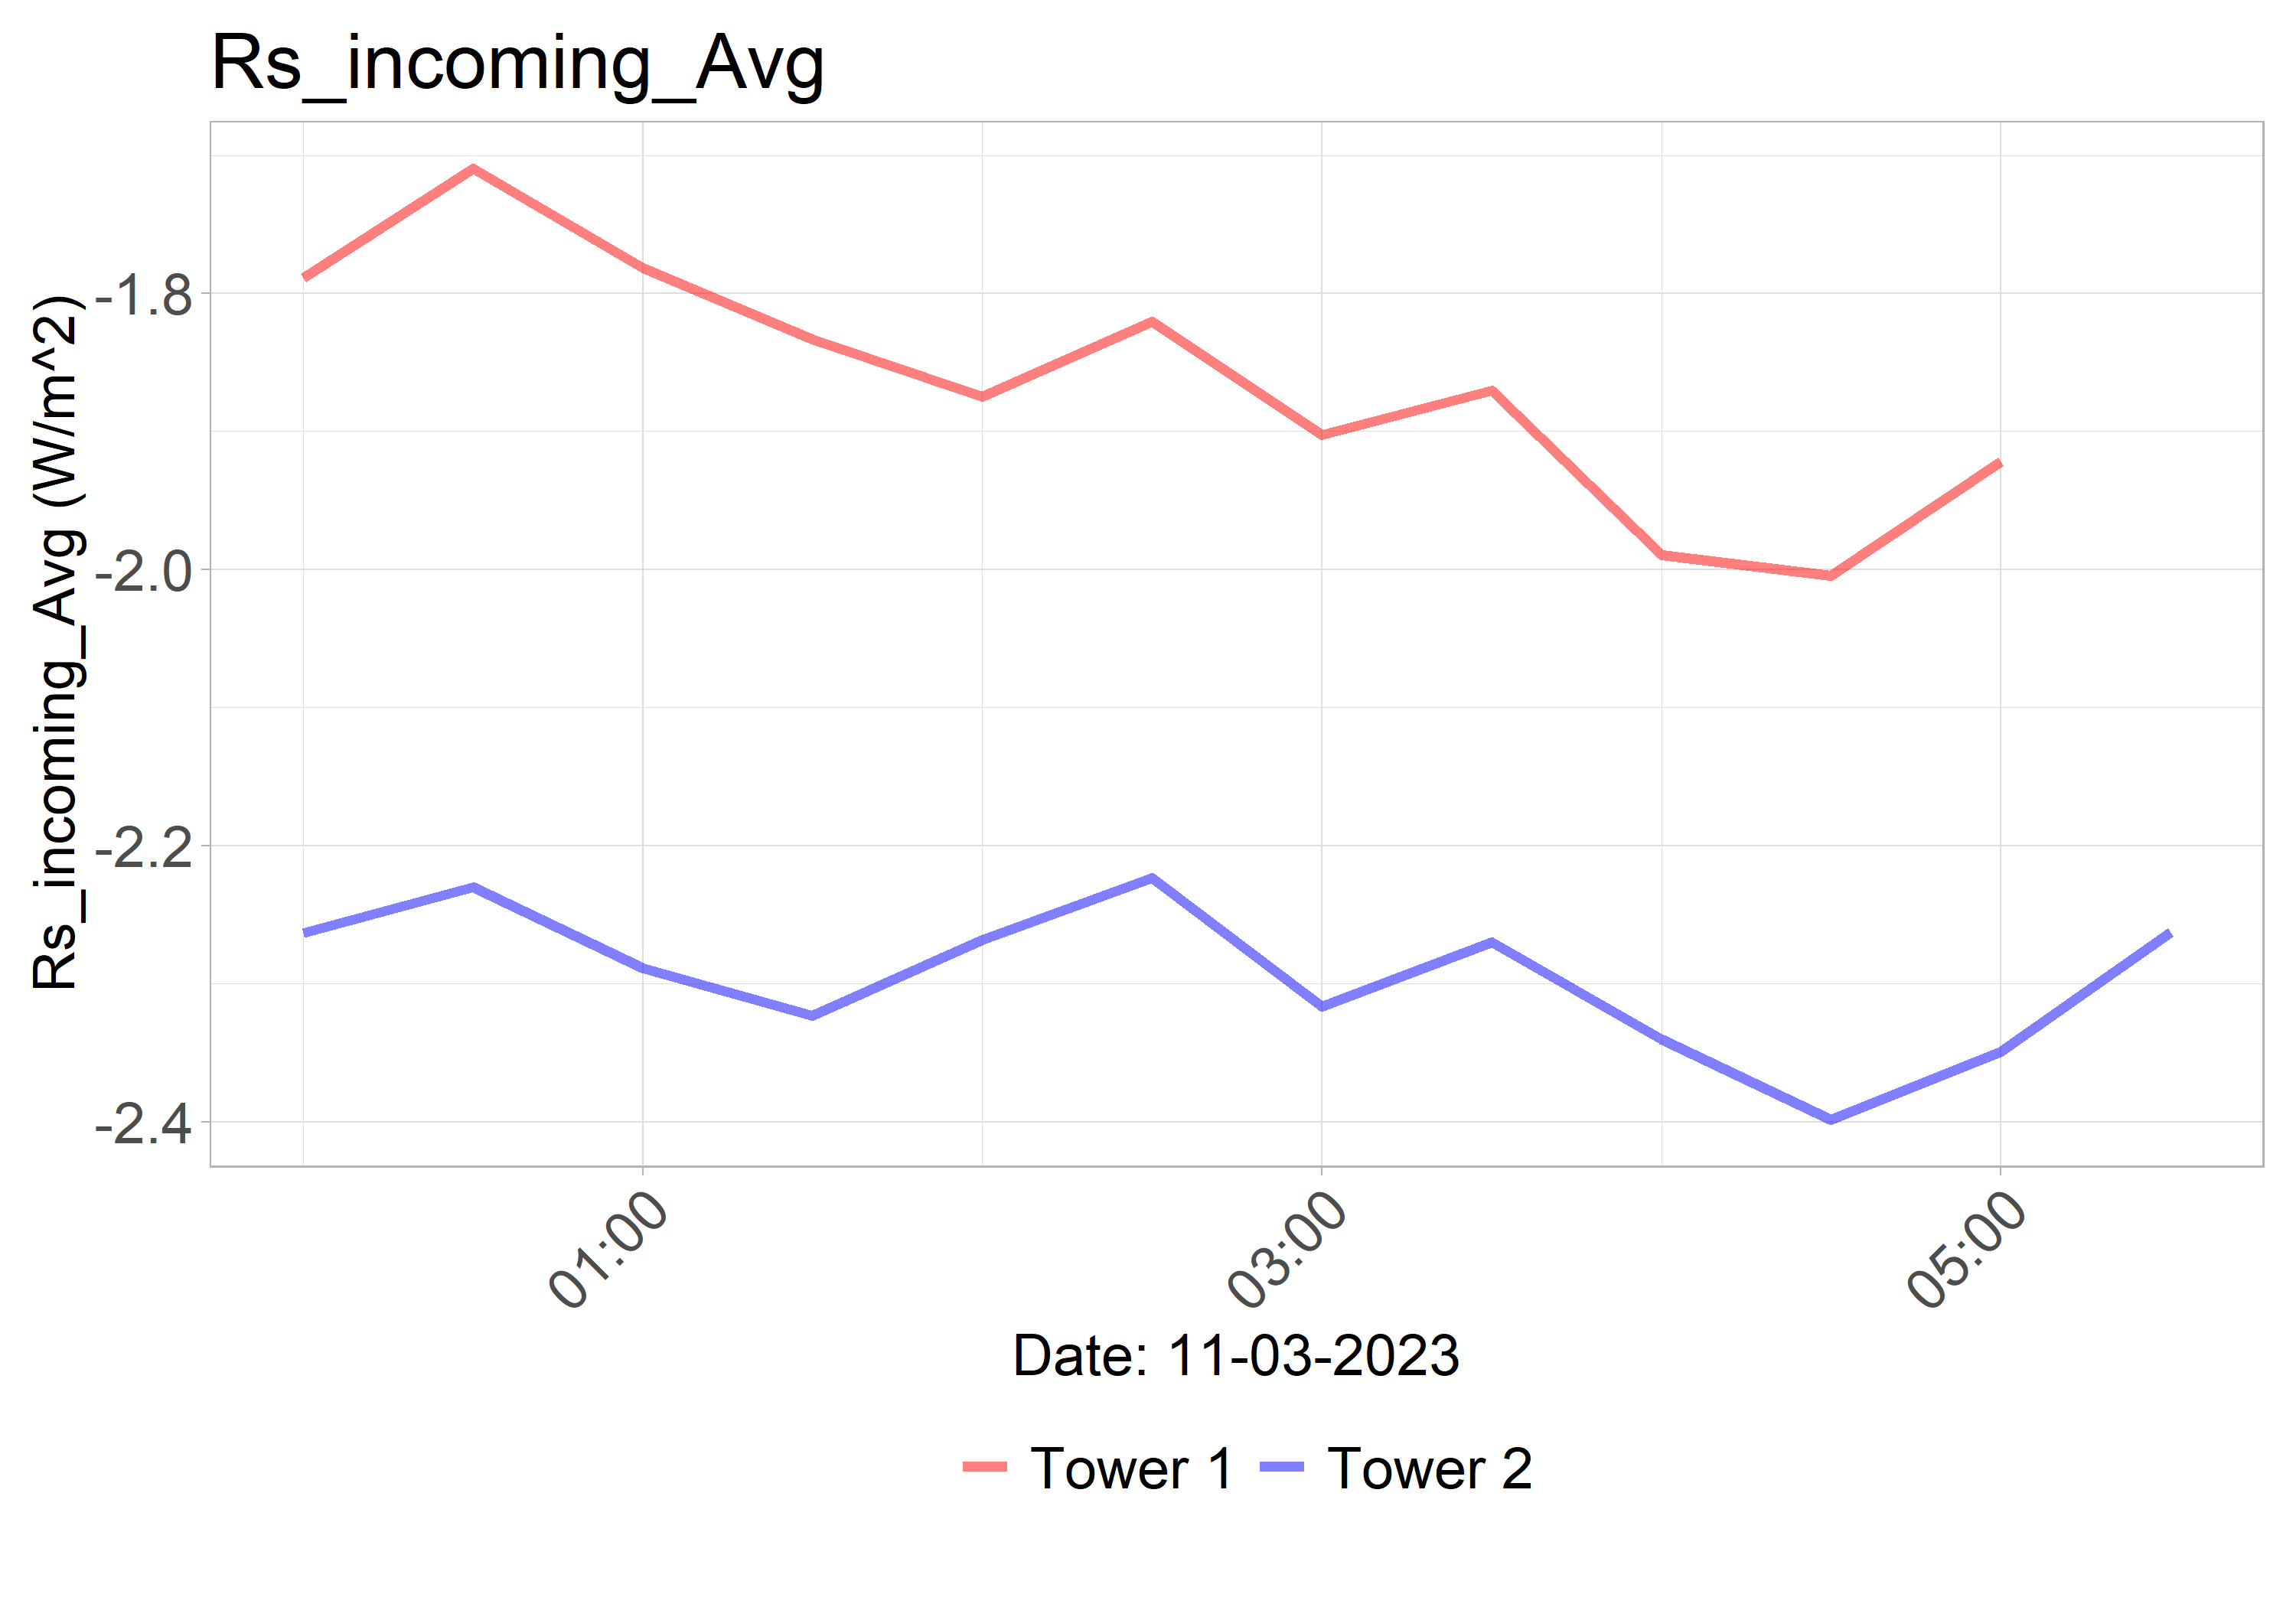 Rs_incoming_Avg
Rs_incoming_Avg (W/m^2)
-1.8
-2.0
-2.2
-2.4
01:00
03:00
05:00
Date: 11-03-2023
Tower 1
Tower 2